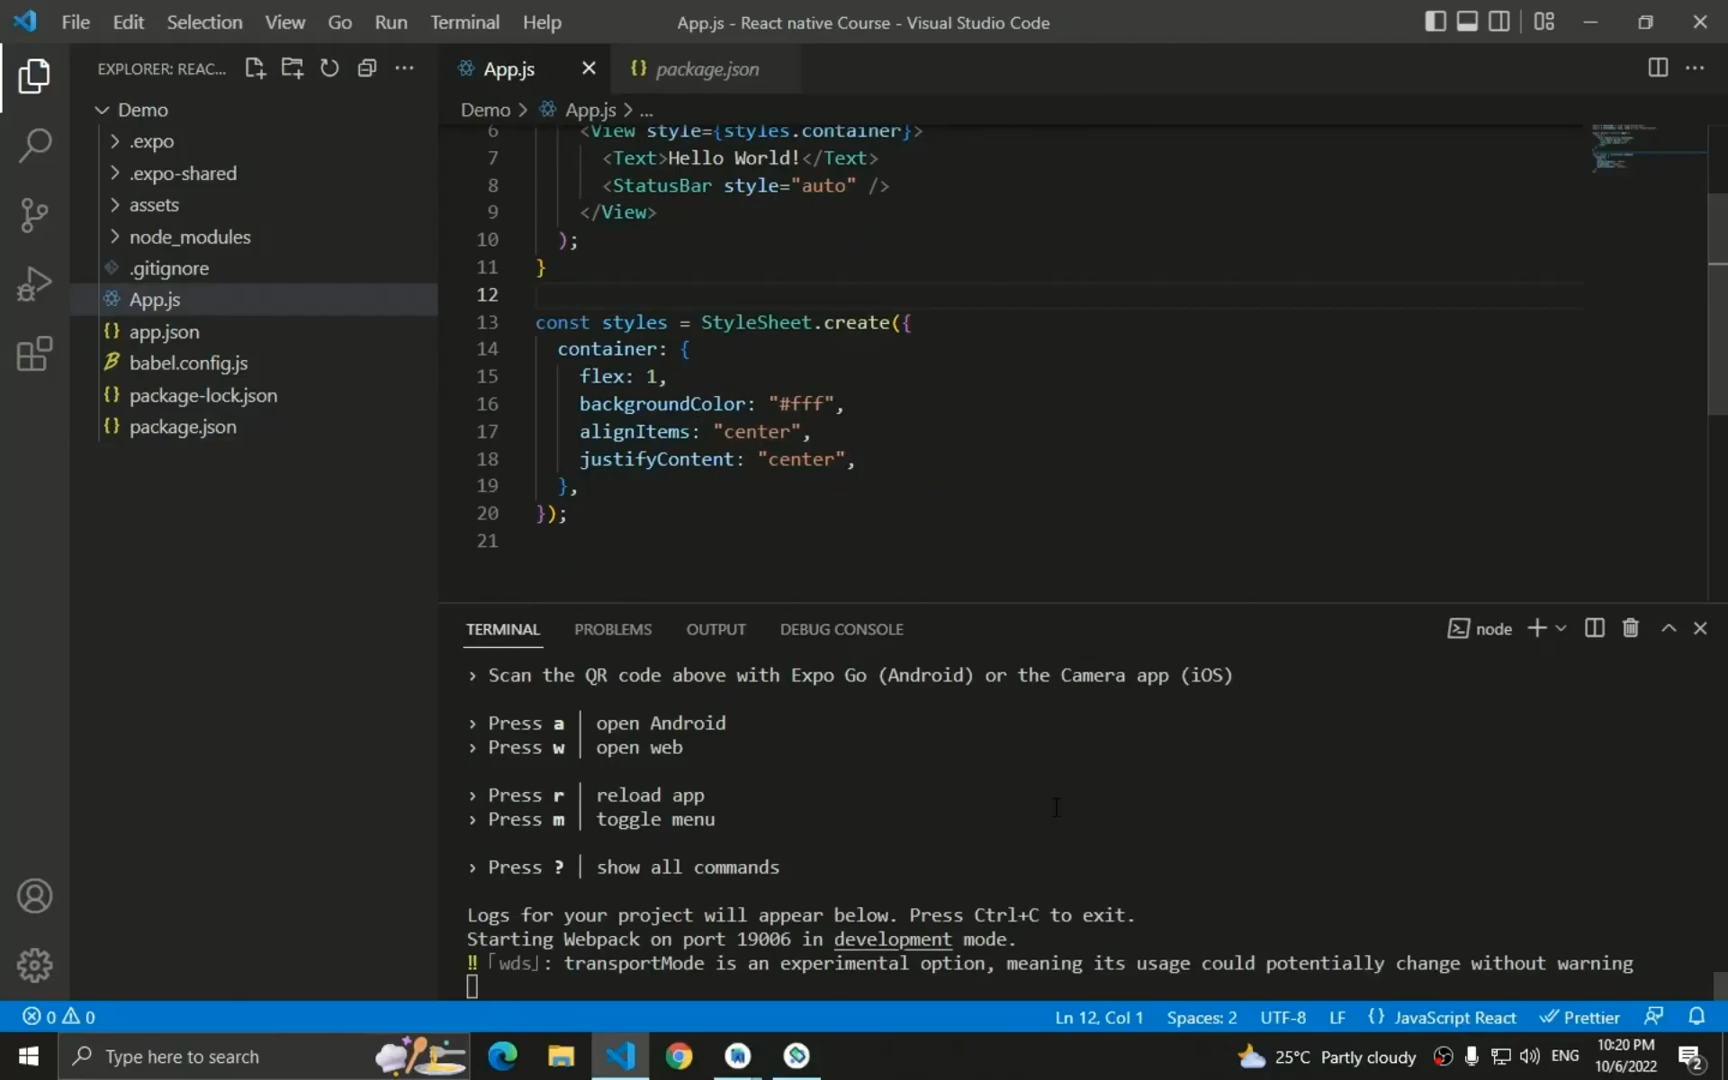 File Edit Selection View Go Run Terminal Help App.js - React native Course - Visual Studio Code
EXPLORER: REAC...
App.js
package.json
Demo
Demo > App.js > ...
.expo
.expo-shared
assets
node_modules
.gitignore
App.js
app.json
babel.config.js
package-lock.json
package.json
6 <View style={styles.container}>
7 <Text>Hello World!</Text>
8 <StatusBar style="auto" />
9 </View>
10 );
11 }
12
13 const styles = StyleSheet.create({
14 container: {
15 flex: 1,
16 backgroundColor: "#fff",
17 alignItems: "center",
18 justifyContent: "center",
19 },
20 });
21
TERMINAL PROBLEMS OUTPUT DEBUG CONSOLE
node
› Scan the QR code above with Expo Go (Android) or the Camera app (iOS)
› Press a │ open Android
› Press w │ open web
› Press r │ reload app
› Press m │ toggle menu
› Press ? │ show all commands
Logs for your project will appear below. Press Ctrl+C to exit.
Starting Webpack on port 19006 in development mode.
‼ ｢wds｣: transportMode is an experimental option, meaning its usage could potentially change without warning
0 0 Ln 12, Col 1 Spaces: 2 UTF-8 LF {} JavaScript React Prettier
Type here to search
25°C Partly cloudy
ENG
10:20 PM
10/6/2022
2